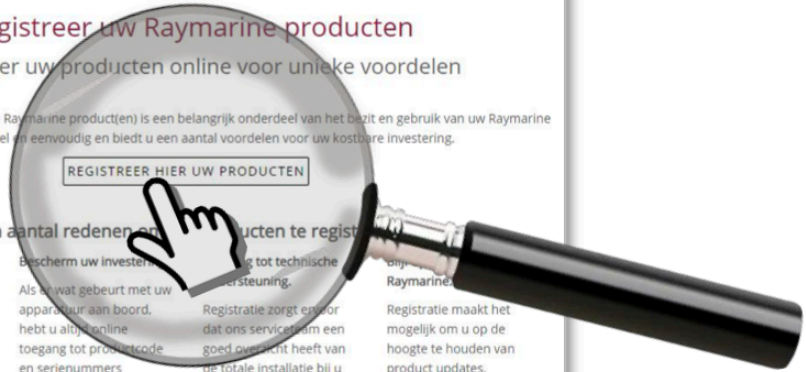 gistreer uw Raymarine producten
er uw producten online voor unieke voordelen
Raymarine product(en) is een belangrijk onderdeel van het bezit en gebruik van uw Raymarine
el en eenvoudig en biedt u een aantal voordelen voor uw kostbare investering.
REGISTREER HIER UW PRODUCTEN
aantal redenen ucten te regist
Bescherm uw invester
Als er wat gebeurt met uw
apparatuur aan boord,
hebt u altijd online
toegang tot productcode
en serienummers
g tot technische
ersteuning.
Registratie zorgt ervoor
dat ons serviceteam een
goed overzicht heeft van
de totale installatie bij u
Raymarine.
Registratie maakt het
mogelijk om u op de
hoogte te houden van
product updates,